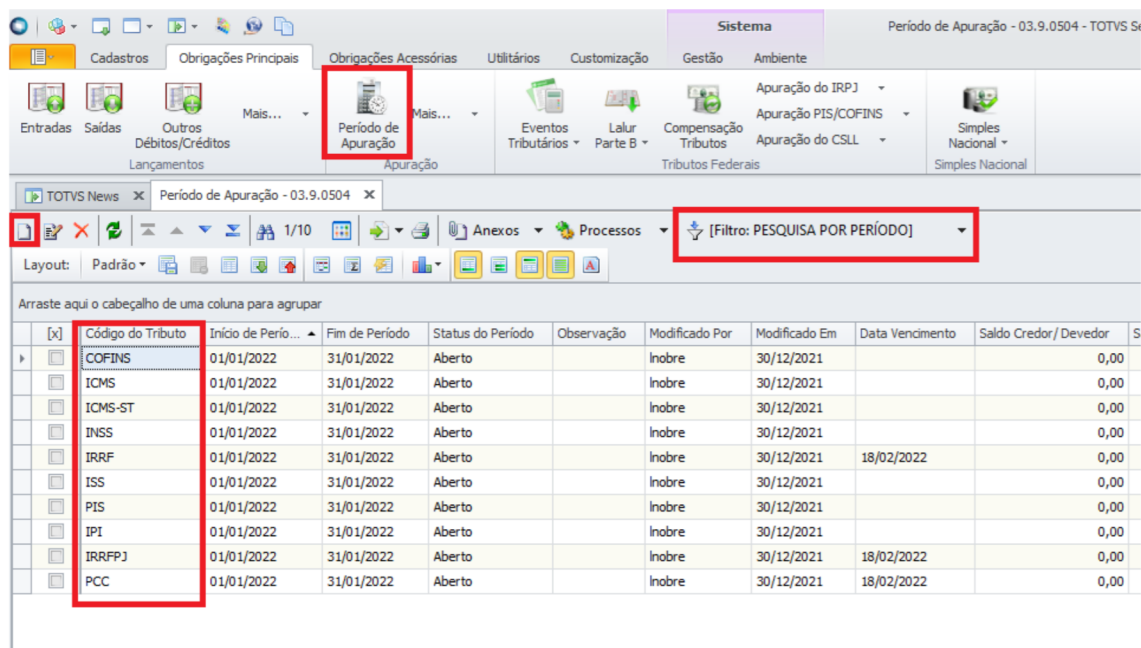 Sistema
Período de Apuração - 03.9.0504 - TOTVS Se
Cadastros Obrigações Principais Obrigações Acessórias Utilitários Customização Gestão Ambiente
Entradas Saídas Outros Débitos/Créditos Mais...
Período de Apuração Mais...
Eventos Tributários Lalur Parte B
Compensação Tributos
Apuração do IRPJ
Apuração PIS/COFINS
Apuração do CSLL
Simples Nacional
Lançamentos Apuração Tributos Federais Simples Nacional
TOTVS News X Período de Apuração - 03.9.0504 X
1/10 Anexos Processos [Filtro: PESQUISA POR PERÍODO]
Layout: Padrão
Arraste aqui o cabeçalho de uma coluna para agrupar
[x] Código do Tributo Início de Perío... Fim de Período Status do Período Observação Modificado Por Modificado Em Data Vencimento Saldo Credor/Devedor S
COFINS 01/01/2022 31/01/2022 Aberto lnobre 30/12/2021 0,00
ICMS 01/01/2022 31/01/2022 Aberto lnobre 30/12/2021 0,00
ICMS-ST 01/01/2022 31/01/2022 Aberto lnobre 30/12/2021 0,00
INSS 01/01/2022 31/01/2022 Aberto lnobre 30/12/2021 0,00
IRRF 01/01/2022 31/01/2022 Aberto lnobre 30/12/2021 18/02/2022 0,00
ISS 01/01/2022 31/01/2022 Aberto lnobre 30/12/2021 0,00
PIS 01/01/2022 31/01/2022 Aberto lnobre 30/12/2021 0,00
IPI 01/01/2022 31/01/2022 Aberto lnobre 30/12/2021 0,00
IRRFPJ 01/01/2022 31/01/2022 Aberto lnobre 30/12/2021 18/02/2022 0,00
PCC 01/01/2022 31/01/2022 Aberto lnobre 30/12/2021 18/02/2022 0,00